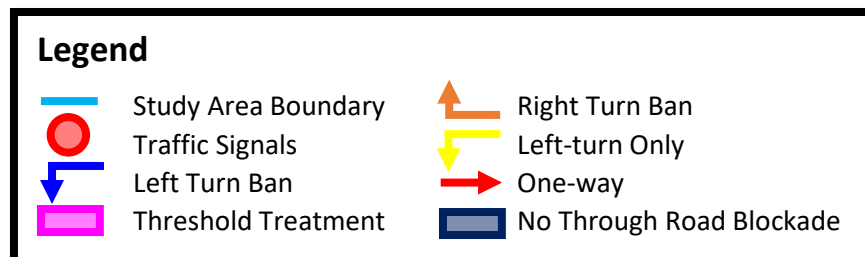 Legend
Study Area Boundary
Traffic Signals
Left Turn Ban
Threshold Treatment
Right Turn Ban
Left-turn Only
One-way
No Through Road Blockade